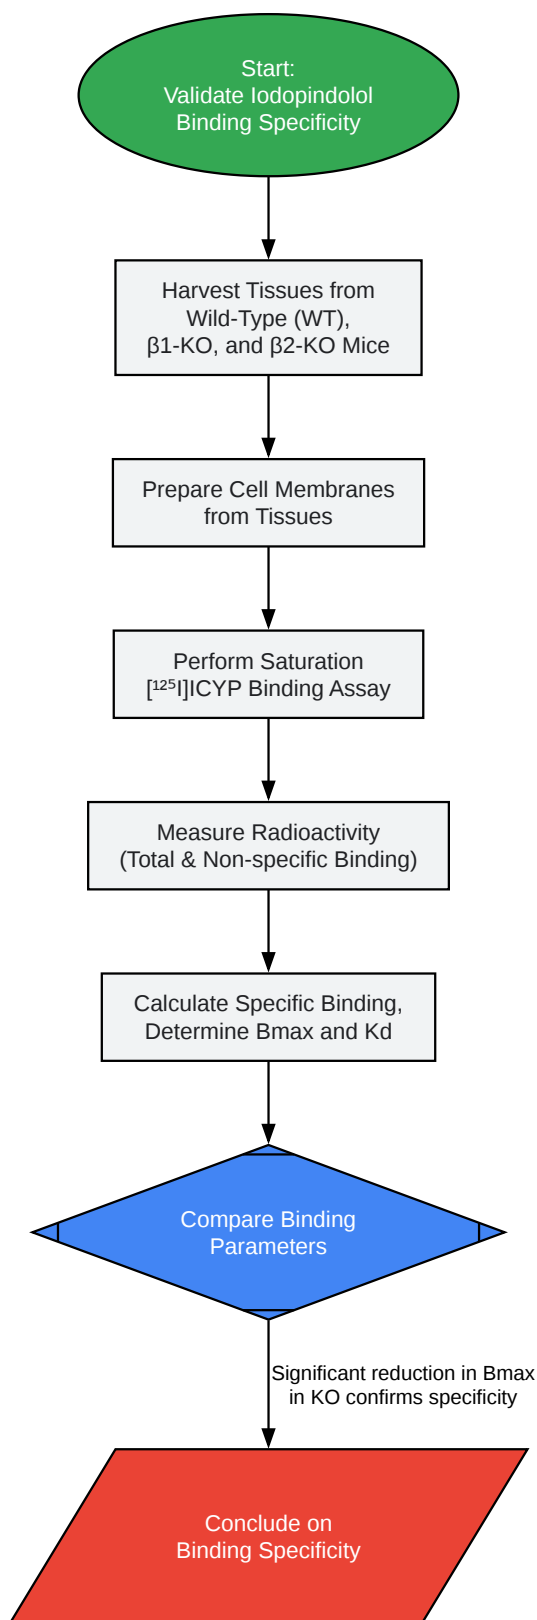 Start:
Validate Iodopindolol
Binding Specificity
Harvest Tissues from
Wild-Type (WT),
β1-KO, and β2-KO Mice
Prepare Cell Membranes
from Tissues
Perform Saturation
[¹²⁵I]ICYP Binding Assay
Measure Radioactivity
(Total & Non-specific Binding)
Calculate Specific Binding,
Determine Bmax and Kd
Compare Binding
Parameters
Significant reduction in Bmax
in KO confirms specificity
Conclude on
Binding Specificity